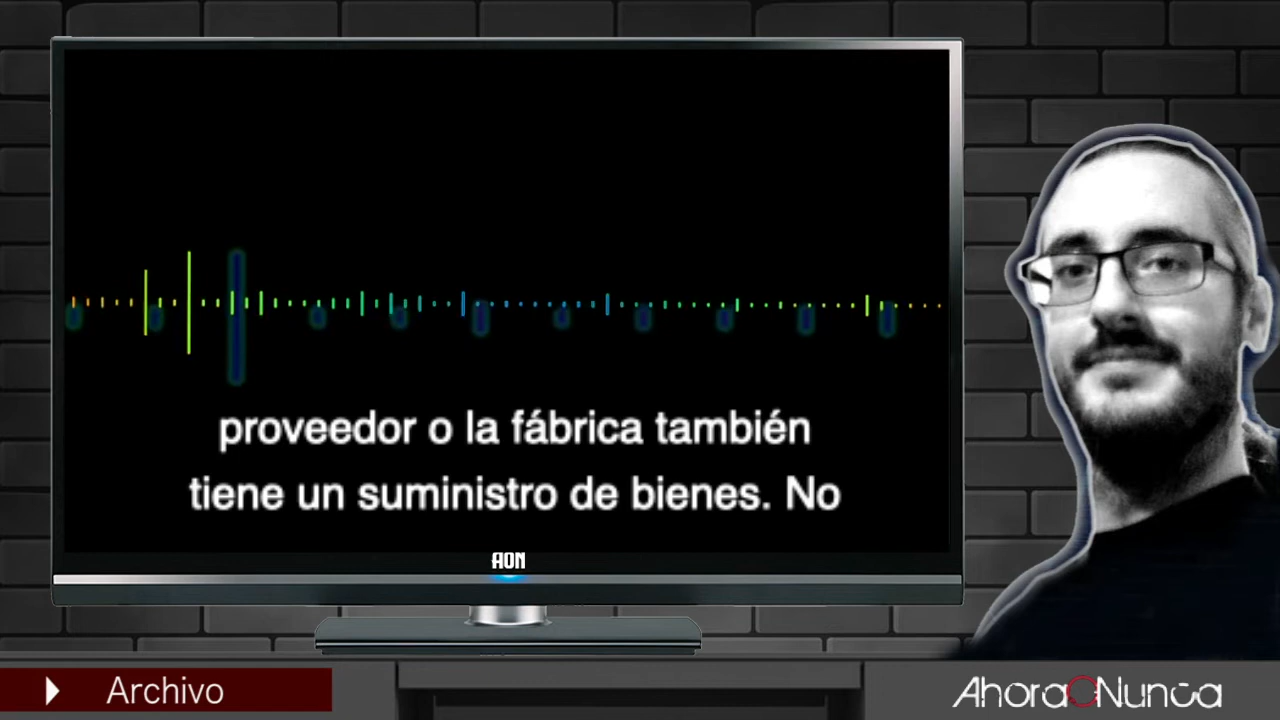 proveedor o la fábrica también
tiene un suministro de bienes. No
AON
Archivo
AhoraONunca